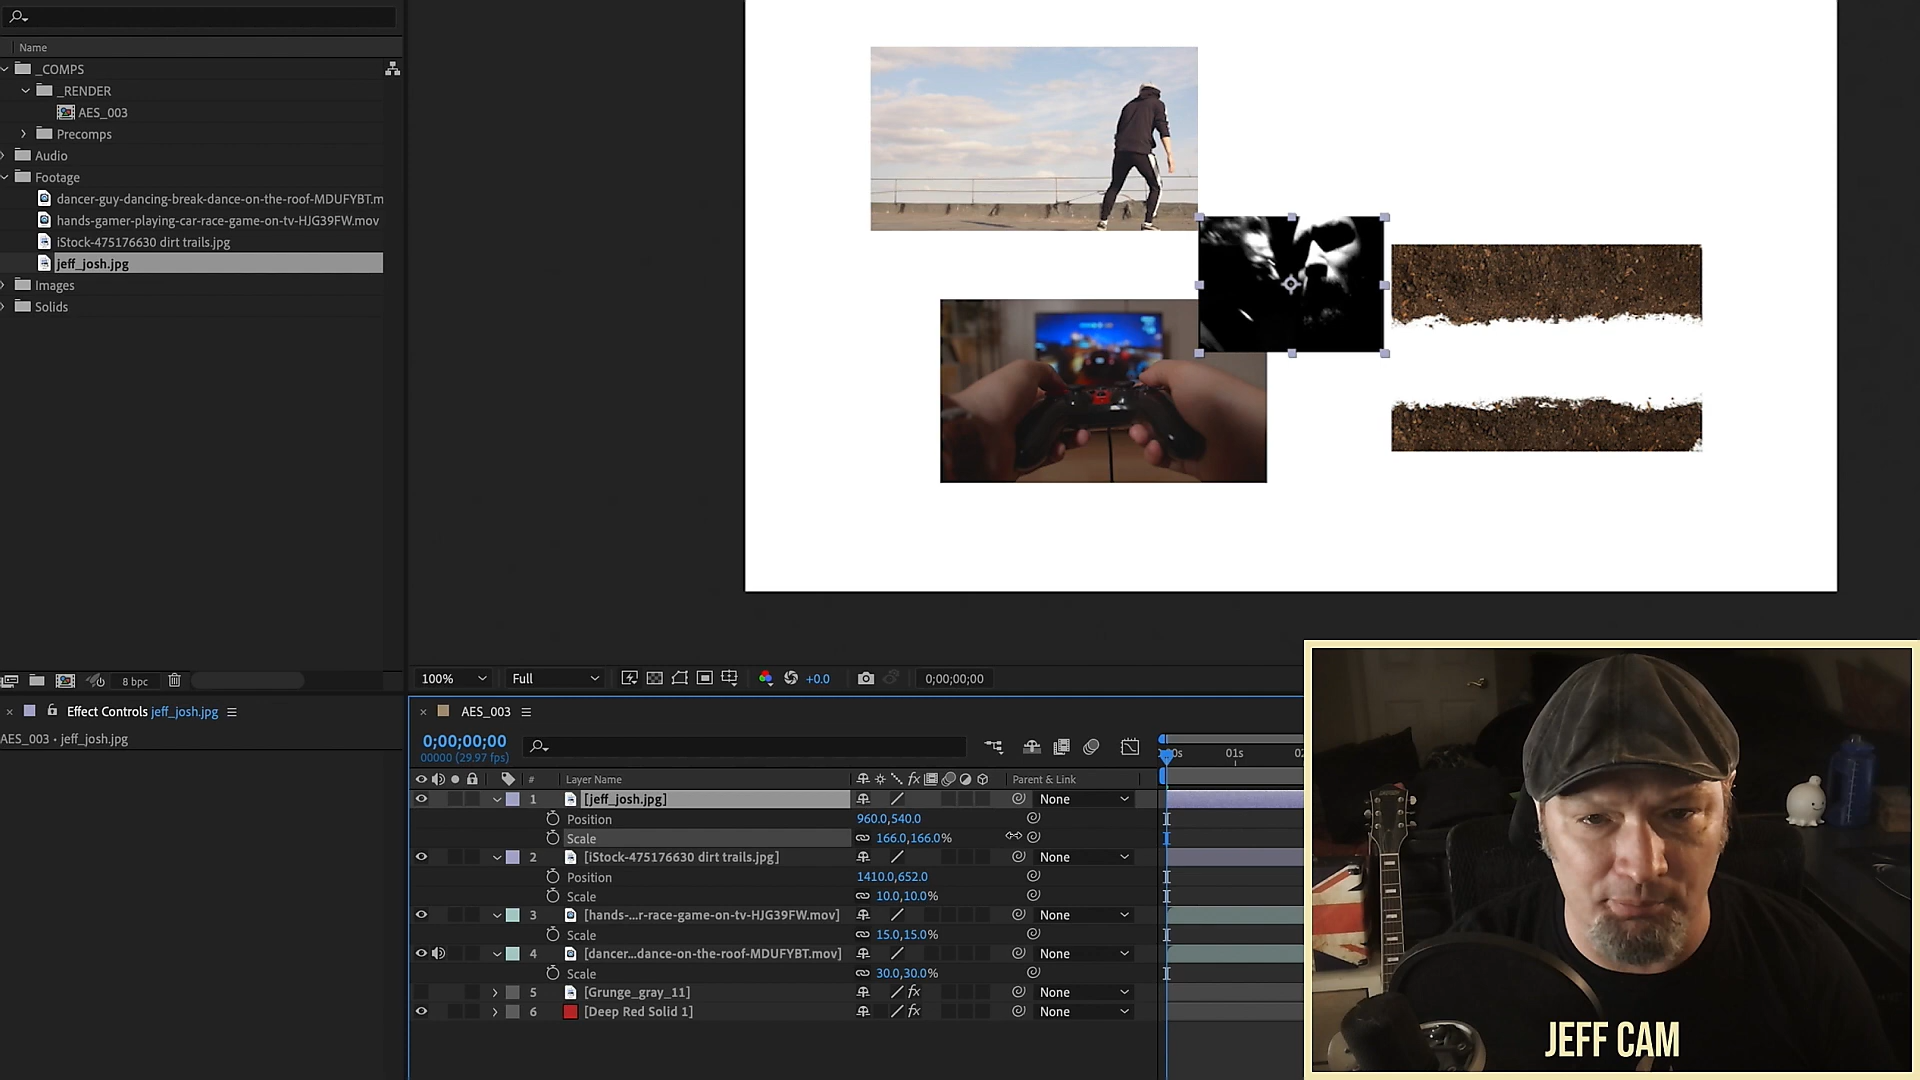 Name
_COMPS
_RENDER
AES_003
Precomps
Audio
Footage
dancer-guy-dancing-break-dance-on-the-roof-MDUFYBT.m
hands-gamer-playing-car-race-game-on-tv-HJG39FW.mov
iStock-475176630 dirt trails.jpg
jeff_josh.jpg
Images
Solids
8 bpc
100%
Full
+0.0
0;00;00;00
Effect Controls jeff_josh.jpg
AES_003 • jeff_josh.jpg
AES_003
0;00;00;00
00000 (29.97 fps)
01s
# Layer Name
fx
Parent & Link
1 [jeff_josh.jpg] None
Position 960.0,540.0
Scale 166.0,166.0%
2 [iStock-475176630 dirt trails.jpg] None
Position 1410.0,652.0
Scale 10.0,10.0%
3 [hands-...r-race-game-on-tv-HJG39FW.mov] None
Scale 15.0,15.0%
4 [dancer...dance-on-the-roof-MDUFYBT.mov] None
Scale 30.0,30.0%
5 [Grunge_gray_11] fx None
6 [Deep Red Solid 1] fx None
JEFF CAM